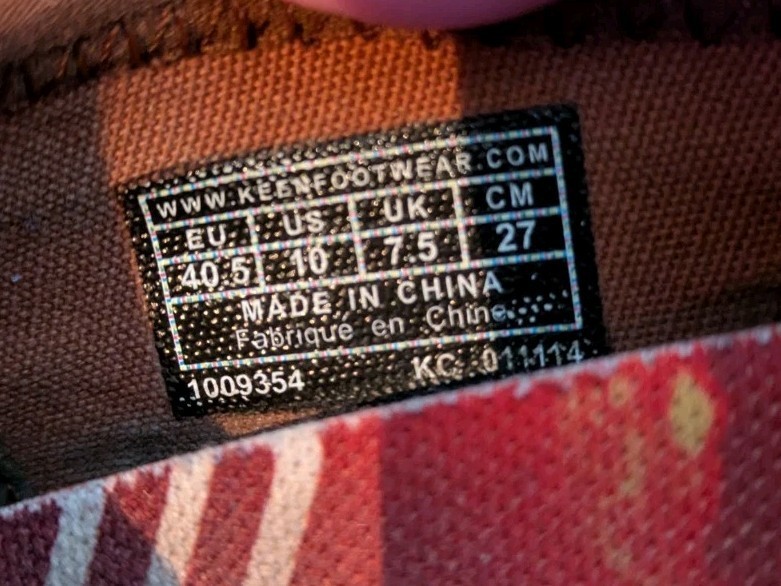 WWW.KEENFOOTWEAR.COM
EU US UK CM
40.5 10 7.5 27
MADE IN CHINA
Fabriqué en Chine
1009354 KC 011114